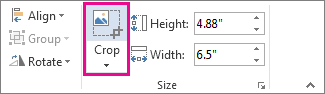 Align
Group
Rotate
Crop
Height: 4.88"
Width: 6.5"
Size